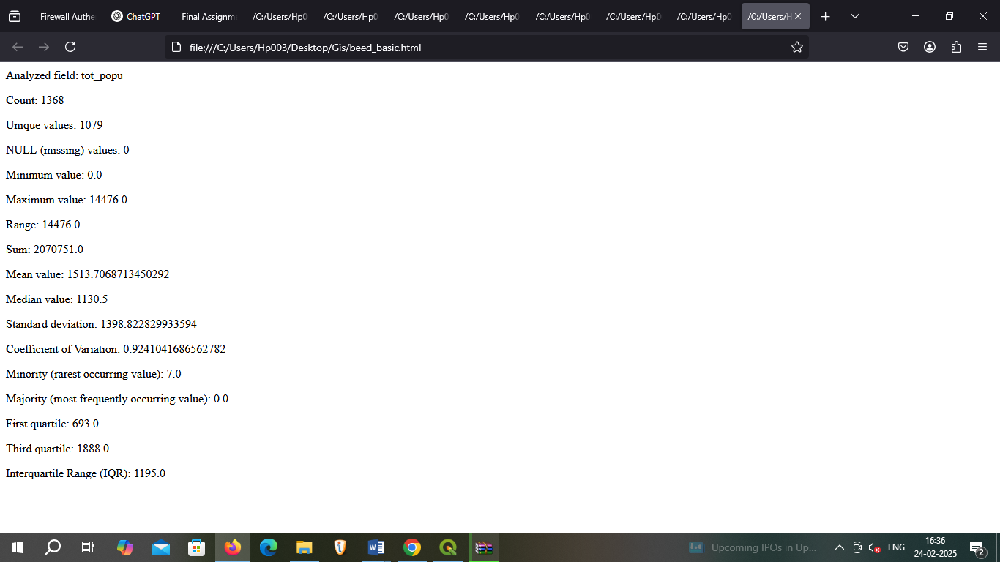 Firewall Authe
ChatGPT
Final Assignm
/C:/Users/Hp0
/C:/Users/Hp0
/C:/Users/Hp0
/C:/Users/Hp0
/C:/Users/Hp0
/C:/Users/Hp0
/C:/Users/Hp0
/C:/Users/H
file:///C:/Users/Hp003/Desktop/Gis/beed_basic.html
Analyzed field: tot_popu
Count: 1368
Unique values: 1079
NULL (missing) values: 0
Minimum value: 0.0
Maximum value: 14476.0
Range: 14476.0
Sum: 2070751.0
Mean value: 1513.7068713450292
Median value: 1130.5
Standard deviation: 1398.822829933594
Coefficient of Variation: 0.9241041686562782
Minority (rarest occurring value): 7.0
Majority (most frequently occurring value): 0.0
First quartile: 693.0
Third quartile: 1888.0
Interquartile Range (IQR): 1195.0
Upcoming IPOs in Up...
ENG
16:36
24-02-2025
2